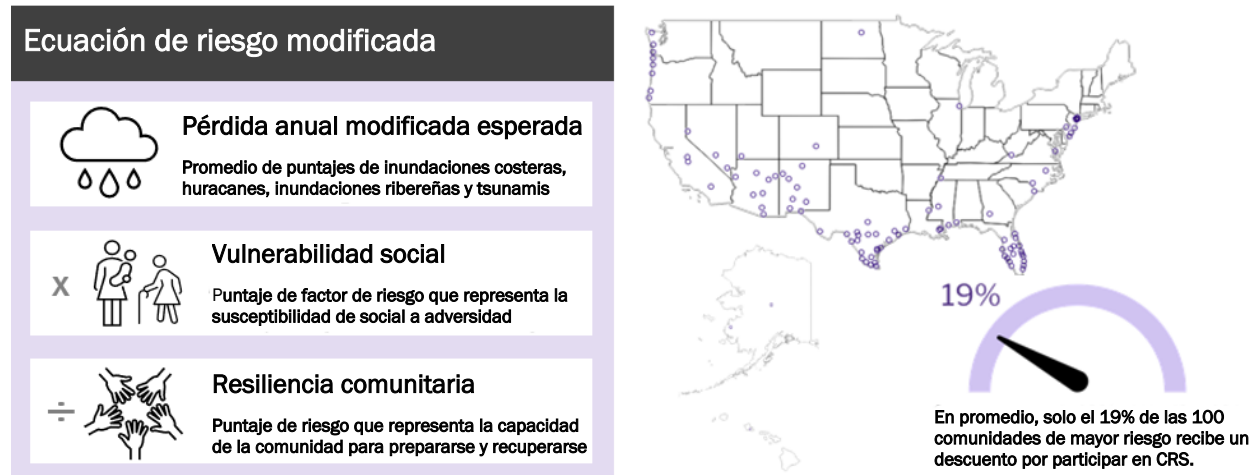 Ecuación de riesgo modificada
Pérdida anual modificada esperada
Promedio de puntajes de inundaciones costeras,
huracanes, inundaciones ribereñas y tsunamis
x
Vulnerabilidad social
Puntaje de factor de riesgo que representa la
susceptibilidad de social a adversidad
÷
Resiliencia comunitaria
Puntaje de riesgo que representa la capacidad
de la comunidad para prepararse y recuperarse
19%
En promedio, solo el 19% de las 100
comunidades de mayor riesgo recibe un
descuento por participar en CRS.